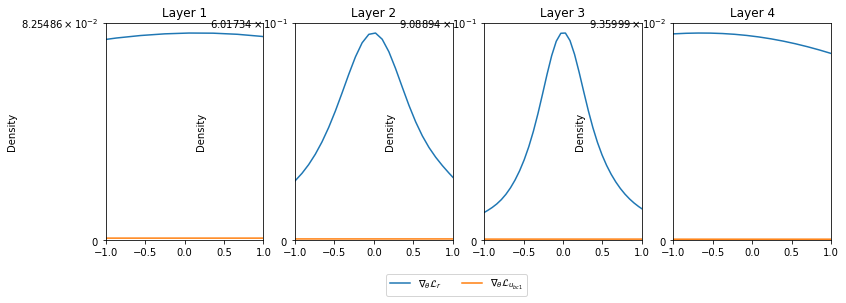 Layer 1 Layer 2 Layer 3 Layer 4
8.25486 × 10⁻² 6.01734 × 10⁻¹ 9.08894 × 10⁻¹ 9.35999 × 10⁻²
Density Density Density Density
0 0 0 0
−1.0 −0.5 0.0 0.5 1.0 −1.0 −0.5 0.0 0.5 1.0 −1.0 −0.5 0.0 0.5 1.0 −1.0 −0.5 0.0 0.5 1.0
∇θℒr ∇θℒubc1